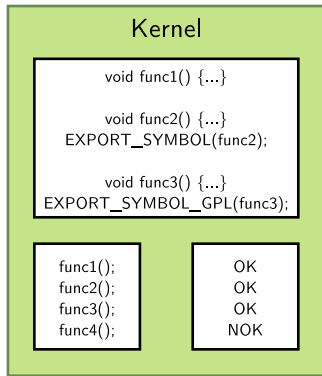 Kernel
void func1() {...}
void func2() {...}
EXPORT_SYMBOL(func2);
void func3() {...}
EXPORT_SYMBOL_GPL(func3);
func1();
func2();
func3();
func4();
OK
OK
OK
NOK